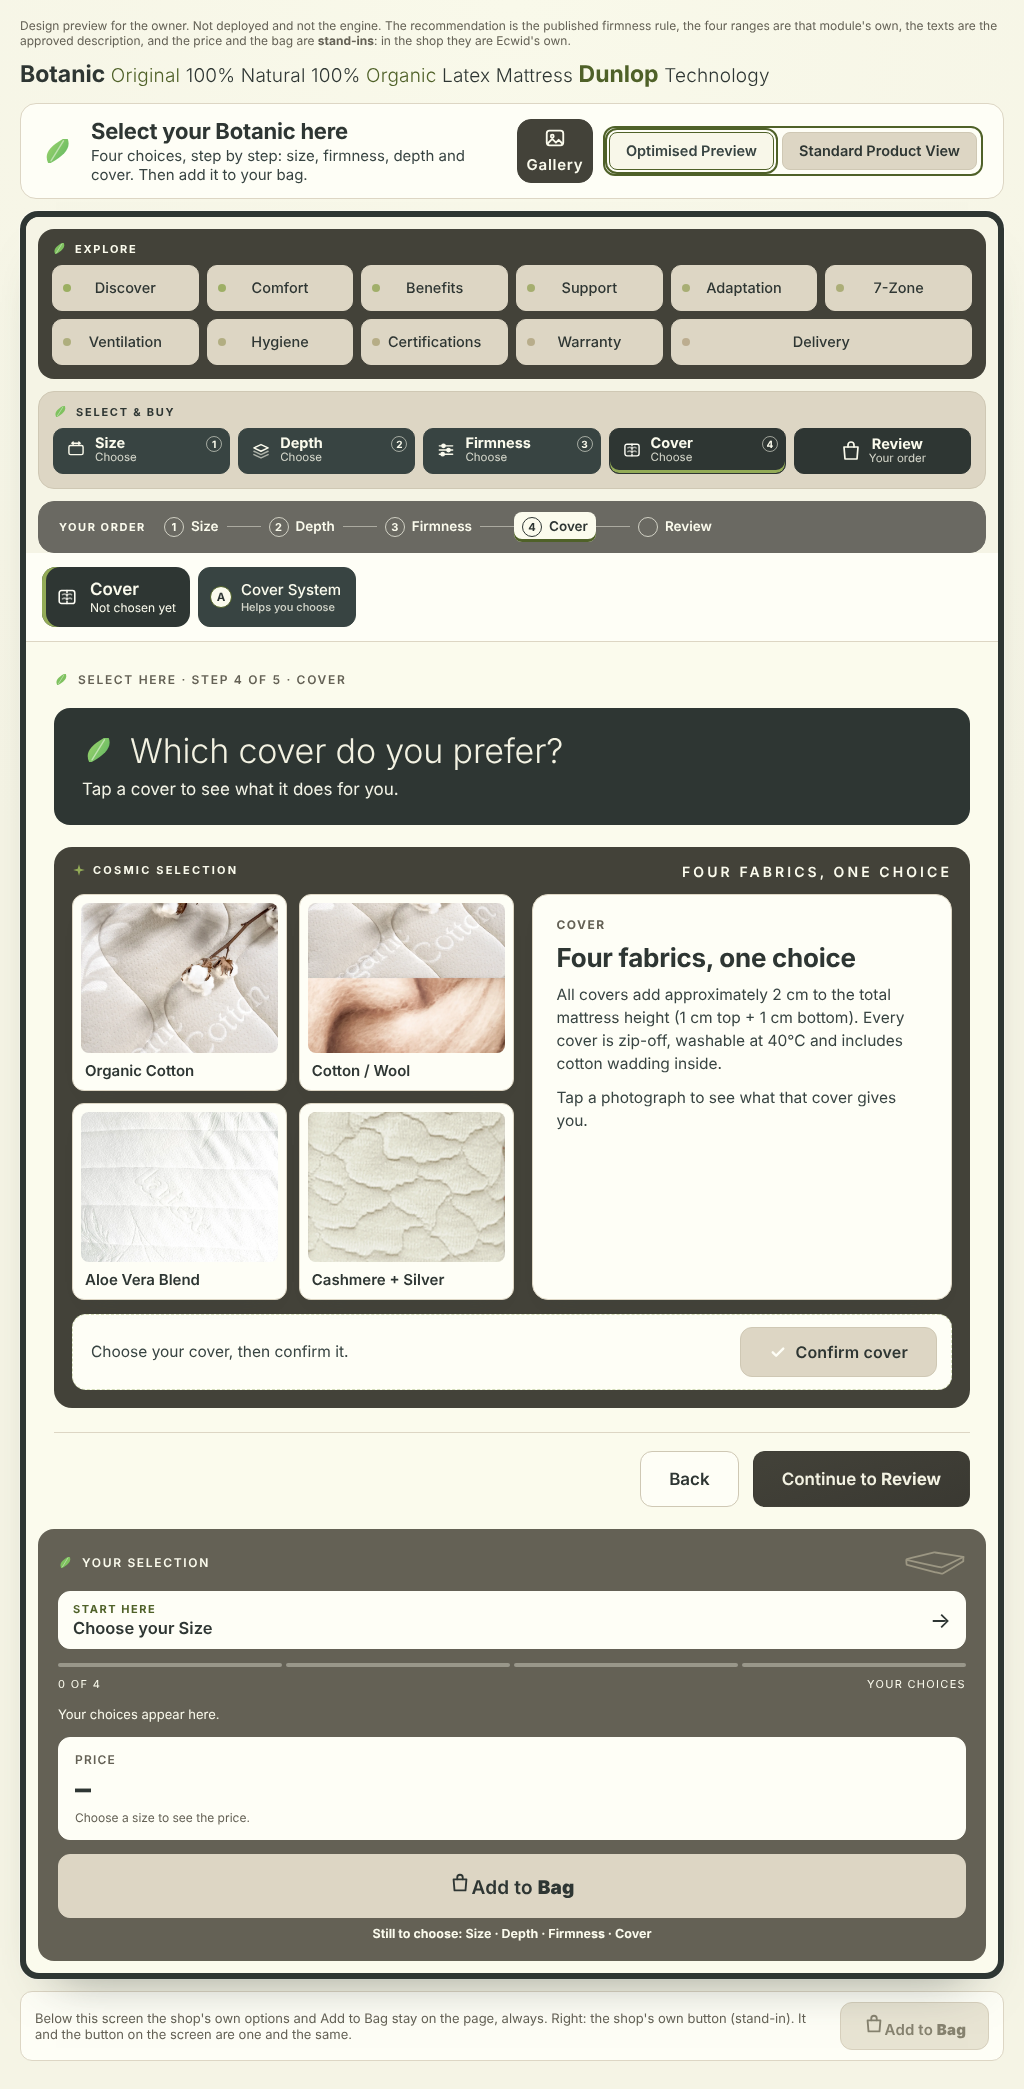 Design preview for the owner. Not deployed and not the engine. The recommendation is the published firmness rule, the four ranges are that module's own, the texts are the
approved description, and the price and the bag are stand-ins: in the shop they are Ecwid's own.
Botanic Original 100% Natural 100% Organic Latex Mattress Dunlop Technology
Select your Botanic here
Four choices, step by step: size, firmness, depth and
cover. Then add it to your bag.
Gallery
Optimised Preview
Standard Product View
EXPLORE
Discover
Comfort
Benefits
Support
Adaptation
7-Zone
Ventilation
Hygiene
Certifications
Warranty
Delivery
SELECT & BUY
Size
Choose
1
Depth
Choose
2
Firmness
Choose
3
Cover
Choose
4
Review
Your order
YOUR ORDER
1 Size
2 Depth
3 Firmness
4 Cover
Review
Cover
Not chosen yet
A
Cover System
Helps you choose
SELECT HERE · STEP 4 OF 5 · COVER
Which cover do you prefer?
Tap a cover to see what it does for you.
COSMIC SELECTION
FOUR FABRICS, ONE CHOICE
Cotton
Organic Cotton
Cotton
Cotton / Wool
Aloe Vera Blend
Cashmere + Silver
COVER
Four fabrics, one choice
All covers add approximately 2 cm to the total
mattress height (1 cm top + 1 cm bottom). Every
cover is zip-off, washable at 40°C and includes
cotton wadding inside.
Tap a photograph to see what that cover gives
you.
Choose your cover, then confirm it.
Confirm cover
Back
Continue to Review
YOUR SELECTION
START HERE
Choose your Size
0 OF 4
YOUR CHOICES
Your choices appear here.
PRICE
–
Choose a size to see the price.
Add to Bag
Still to choose: Size · Depth · Firmness · Cover
Below this screen the shop's own options and Add to Bag stay on the page, always. Right: the shop's own button (stand-in). It
and the button on the screen are one and the same.
Add to Bag